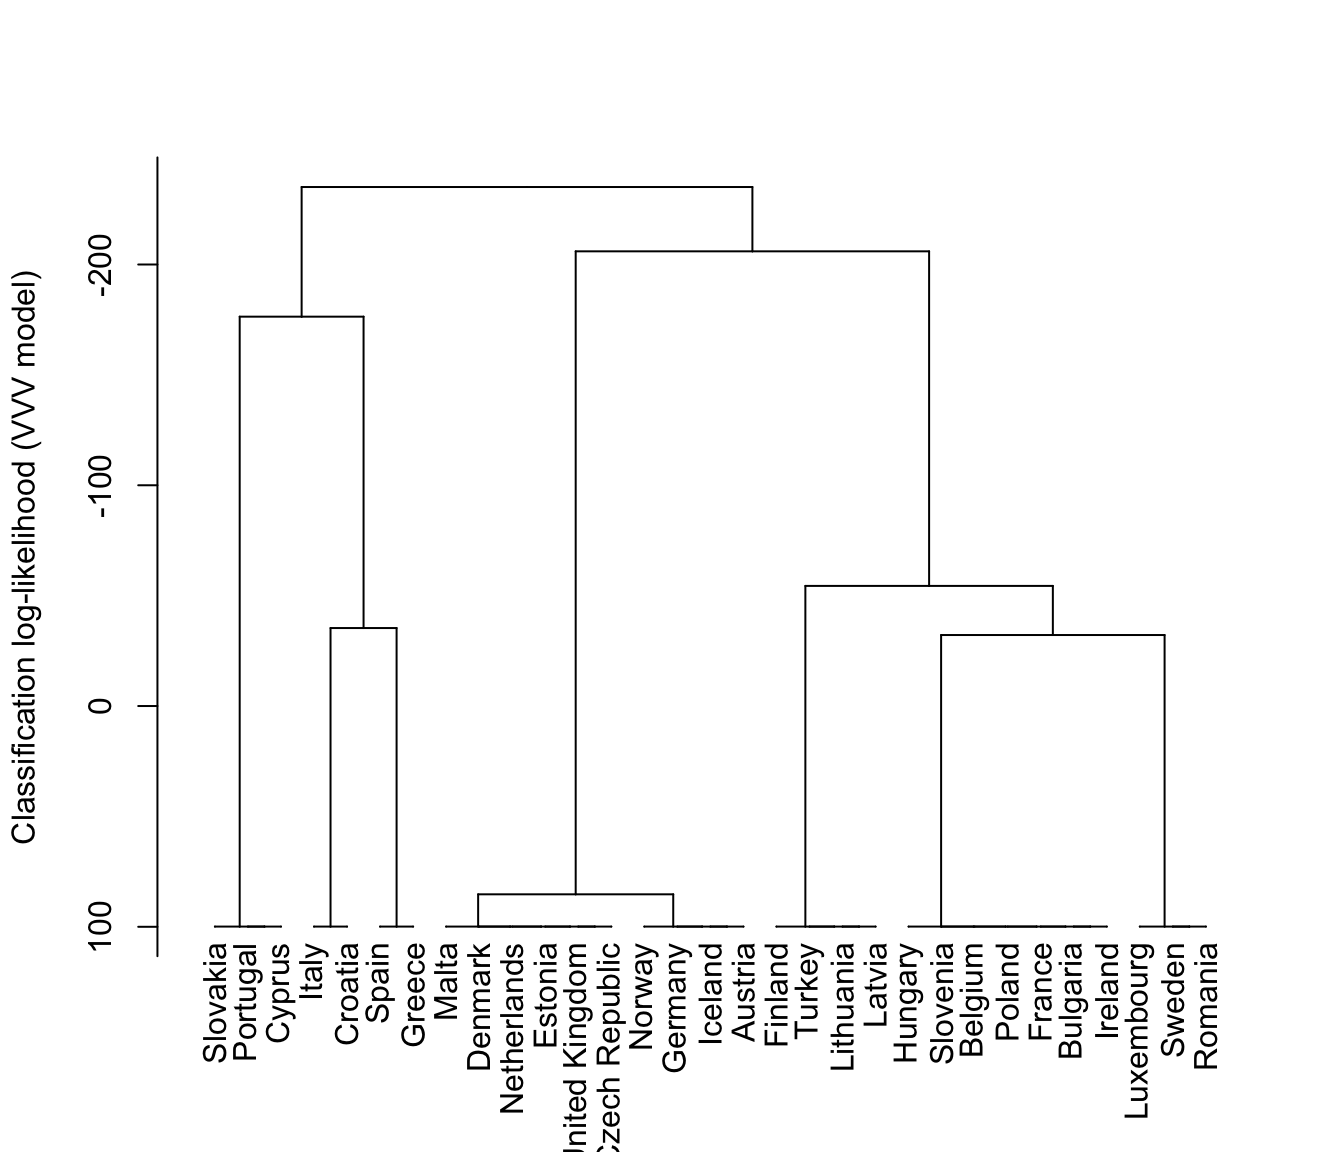 Classification log-likelihood (VVV model)
-200
-100
0
100
Slovakia
Portugal
Cyprus
Italy
Croatia
Spain
Greece
Malta
Denmark
Netherlands
Estonia
Kingdom
Republic
Norway
Germany
Iceland
Austria
Finland
Turkey
Lithuania
Latvia
Hungary
Slovenia
Belgium
Poland
France
Bulgaria
Ireland
Luxembourg
Sweden
Romania